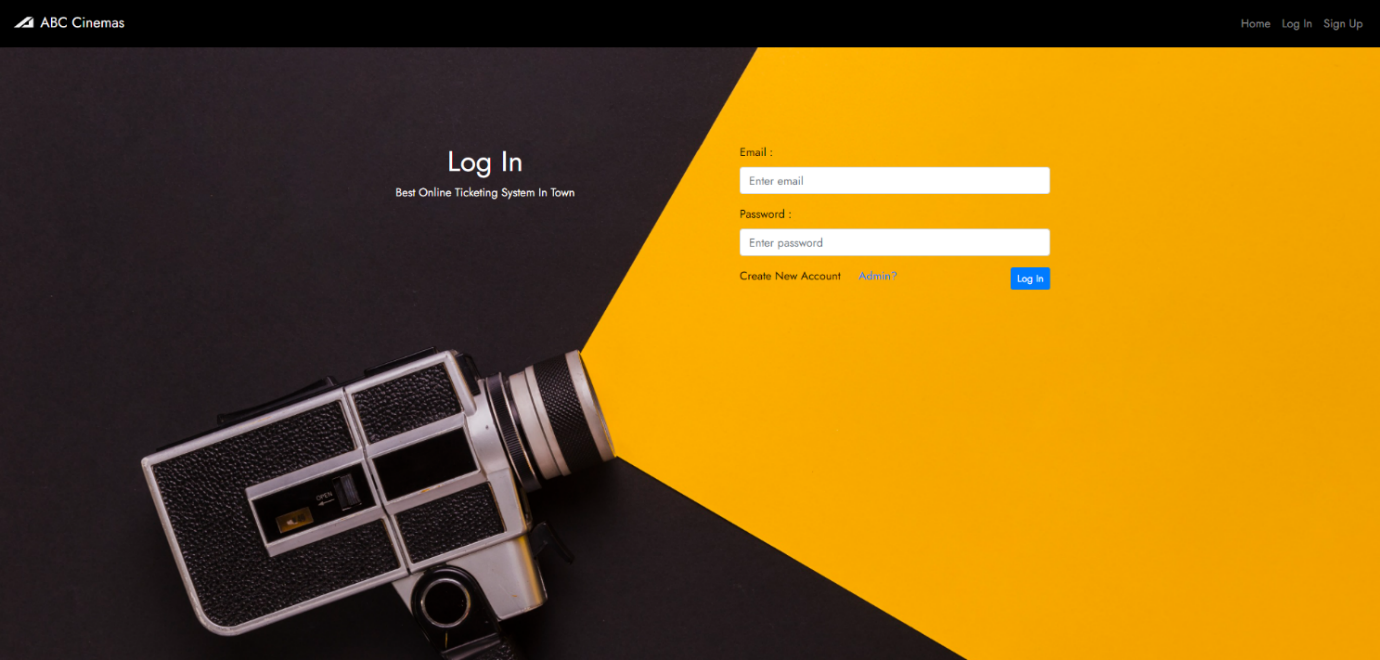 ABC Cinemas
Home Log In Sign Up
Log In
Best Online Ticketing System In Town
Email :
Enter email
Password :
Enter password
Create New Account Admin?
Log In
OPEN